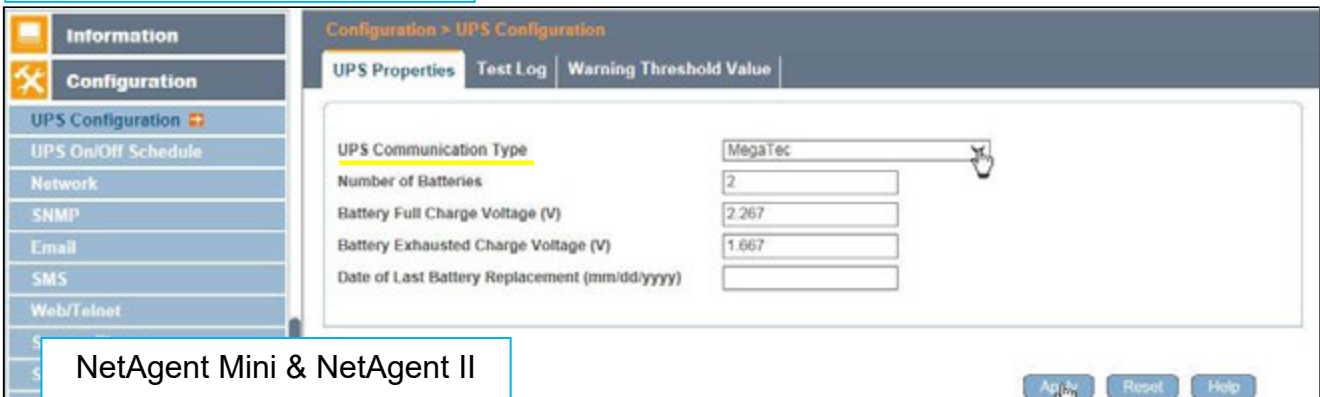 Information
Configuration
UPS Configuration
UPS On/Off Schedule
Network
SNMP
Email
SMS
Web/Telnet
Configuration > UPS Configuration
UPS Properties Test Log Warning Threshold Value
UPS Communication Type MegaTec
Number of Batteries 2
Battery Full Charge Voltage (V) 2.267
Battery Exhausted Charge Voltage (V) 1.667
Date of Last Battery Replacement (mm/dd/yyyy)
NetAgent Mini & NetAgent II
Apply Reset Help